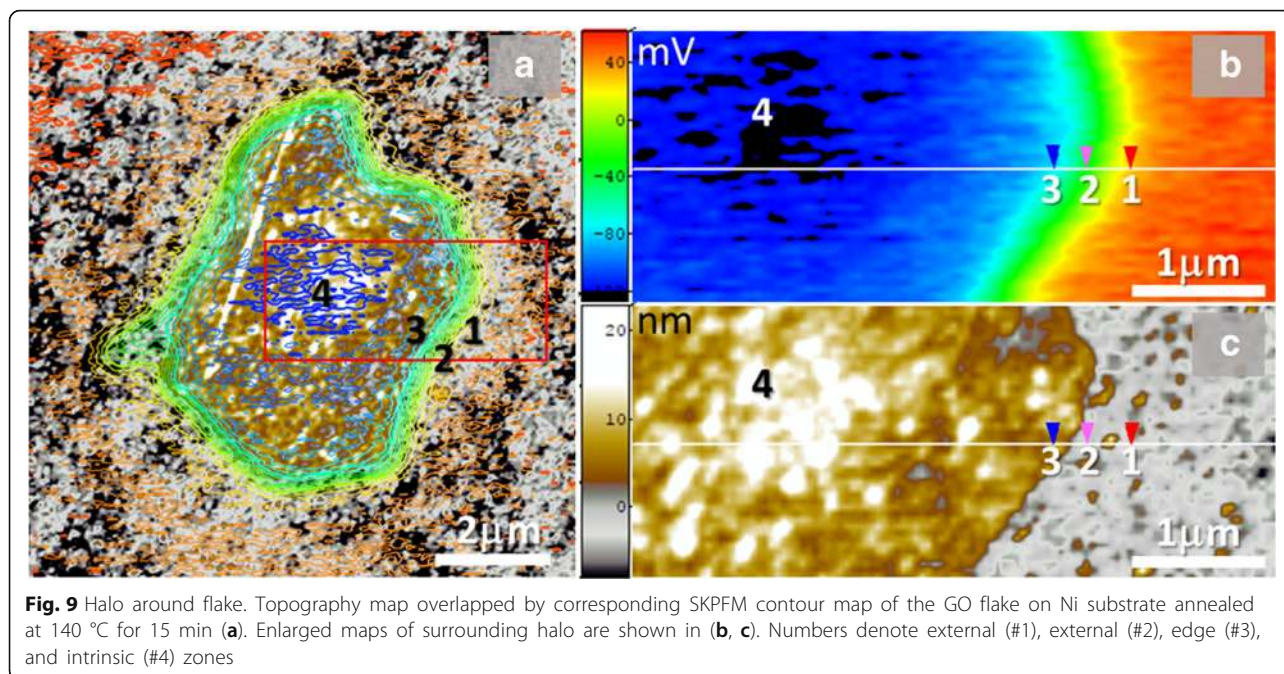 a
4
3
1
2
2μm
mV
40
0
-40
-80
b
4
3 2 1
1μm
nm
20
10
0
c
4
3 2 1
1μm
Fig. 9 Halo around flake. Topography map overlapped by corresponding SKPFM contour map of the GO flake on Ni substrate annealed
at 140 °C for 15 min (a). Enlarged maps of surrounding halo are shown in (b, c). Numbers denote external (#1), external (#2), edge (#3),
and intrinsic (#4) zones